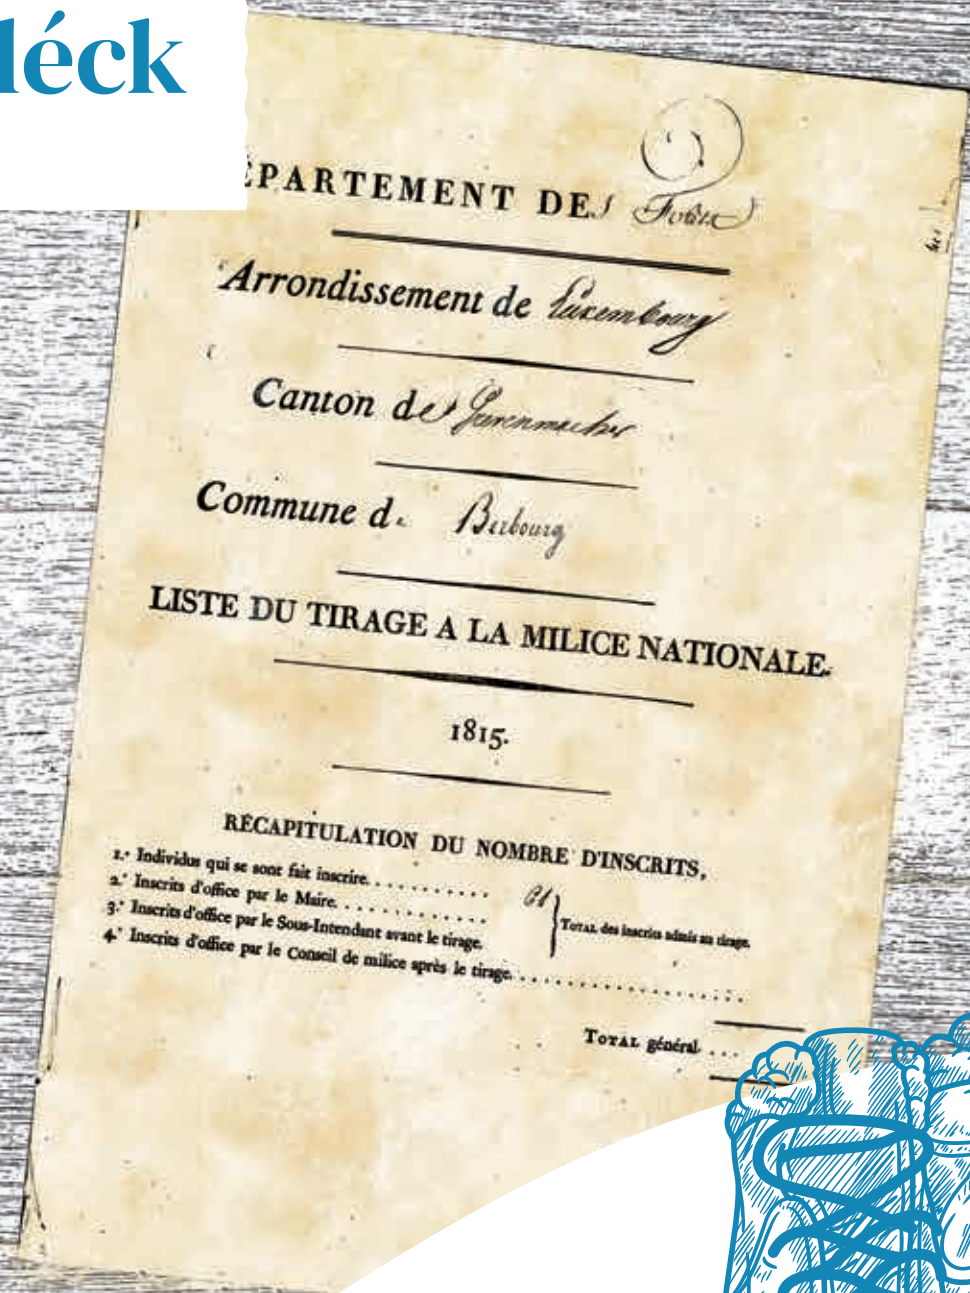 léck
ÉPARTEMENT DES
Arrondissement de Luxembourg
Canton de Grevenmacher
Commune de Berbourg
LISTE DU TIRAGE A LA MILICE NATIONALE.
1815.
RÉCAPITULATION DU NOMBRE D'INSCRITS,
1.° Individus qui se sont fait inscrire. . . . . . . . . . .
2.° Inscrits d'office par le Maire. . . . . . . . . . . . .
3.° Inscrits d'office par le Sous-Intendant avant le tirage.
TOTAL des inscrits admis au tirage.
4.° Inscrits d'office par le Conseil de milice après le tirage. . . . . . . . . . . . . . . . . . . .
TOTAL général. . . .